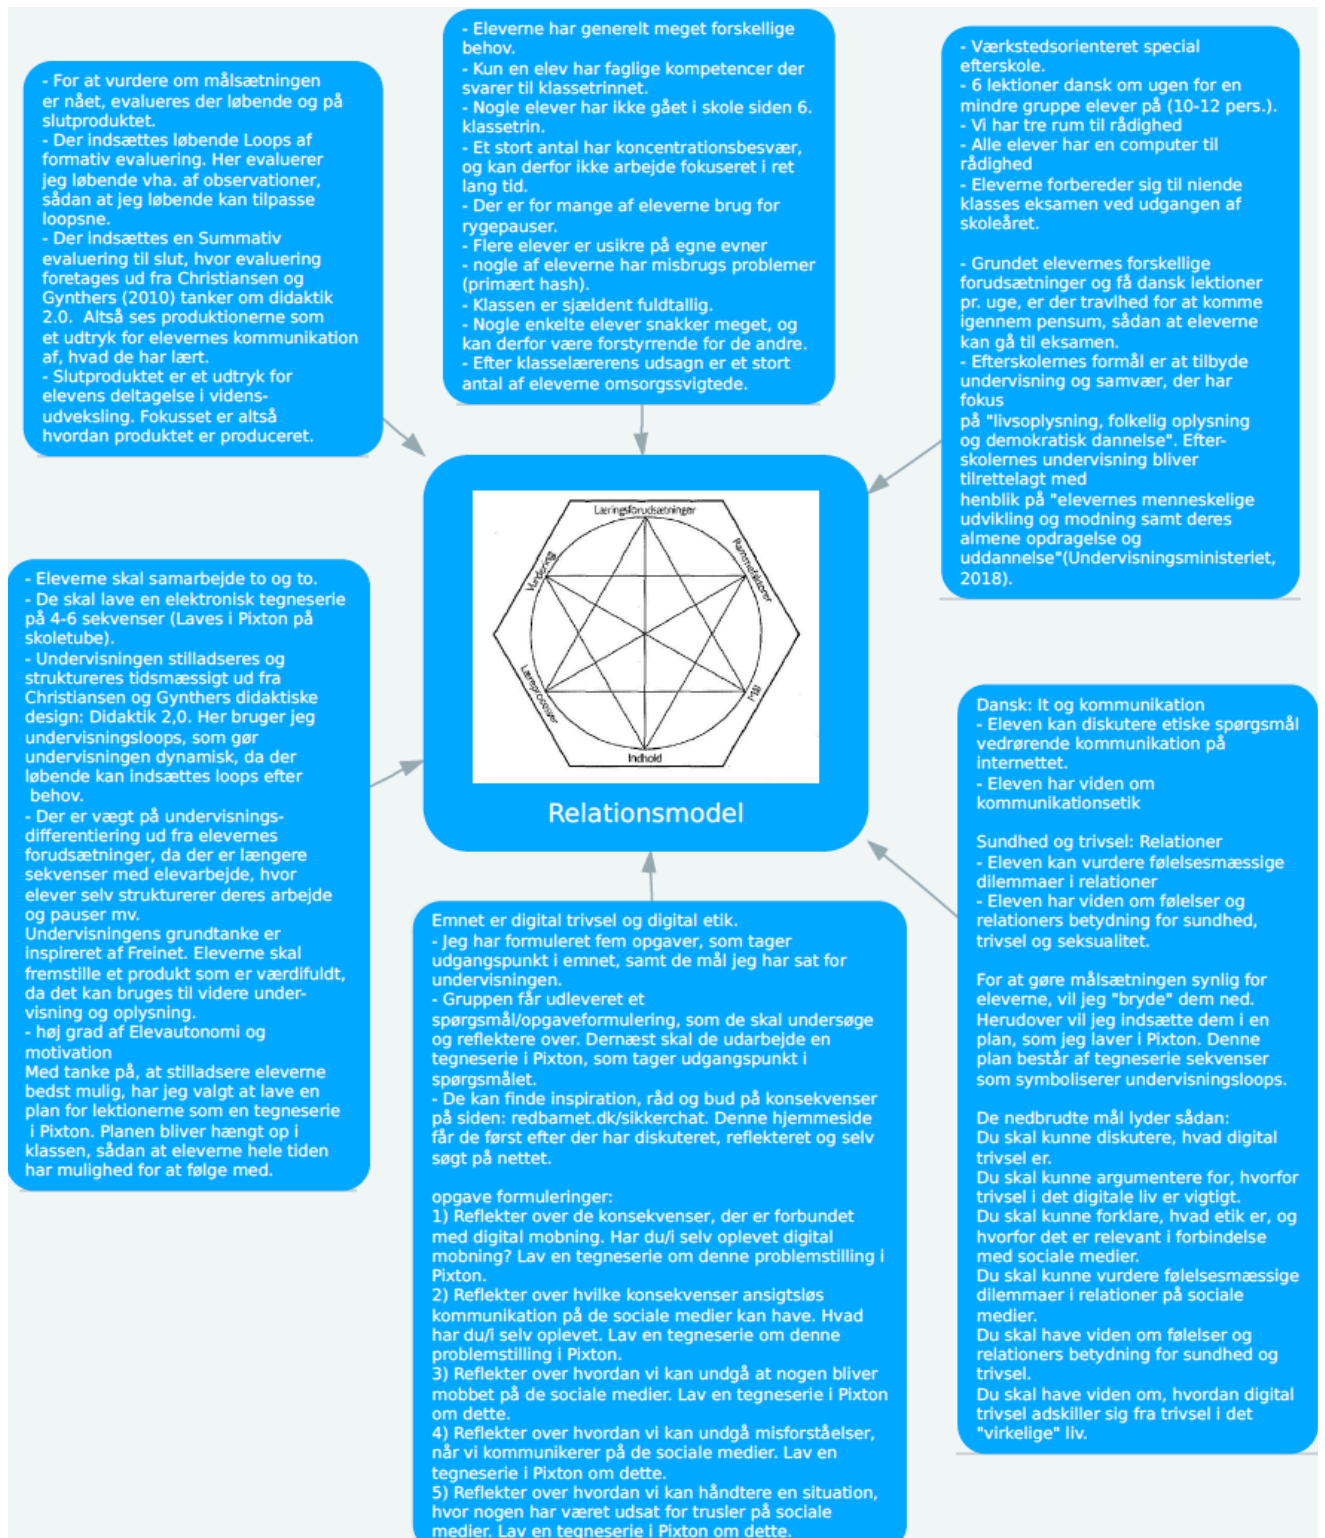 - For at vurdere om målsætningen
er nået, evalueres der løbende og på
slutproduktet.
- Der indsættes løbende Loops af
formativ evaluering. Her evaluerer
jeg løbende vha. af observationer,
sådan at jeg løbende kan tilpasse
loopsne.
- Der indsættes en Summativ
evaluering til slut, hvor evaluering
foretages ud fra Christiansen og
Gynthers (2010) tanker om didaktik
2.0.  Altså ses produktionerne som
et udtryk for elevernes kommunikation
af, hvad de har lært.
- Slutproduktet er et udtryk for
elevens deltagelse i videns-
udveksling. Fokusset er altså
hvordan produktet er produceret.
- Eleverne har generelt meget forskellige
behov.
- Kun en elev har faglige kompetencer der
svarer til klassetrinnet.
- Nogle elever har ikke gået i skole siden 6.
klassetrin.
- Et stort antal har koncentrationsbesvær,
og kan derfor ikke arbejde fokuseret i ret
lang tid.
- Der er for mange af eleverne brug for
rygepauser.
- Flere elever er usikre på egne evner
- nogle af eleverne har misbrugs problemer
(primært hash).
- Klassen er sjældent fuldtallig.
- Nogle enkelte elever snakker meget, og
kan derfor være forstyrrende for de andre.
- Efter klasselærerens udsagn er et stort
antal af eleverne omsorgssvigtede.
- Værkstedsorienteret special
efterskole.
- 6 lektioner dansk om ugen for en
mindre gruppe elever på (10-12 pers.).
- Vi har tre rum til rådighed
- Alle elever har en computer til
rådighed
- Eleverne forbereder sig til niende
klasses eksamen ved udgangen af
skoleåret.
- Grundet elevernes forskellige
forudsætninger og få dansk lektioner
pr. uge, er der travlhed for at komme
igennem pensum, sådan at eleverne
kan gå til eksamen.
- Efterskolernes formål er at tilbyde
undervisning og samvær, der har
fokus
på "livsoplysning, folkelig oplysning
og demokratisk dannelse". Efter-
skolernes undervisning bliver
tilrettelagt med
henblik på "elevernes menneskelige
udvikling og modning samt deres
almene opdragelse og
uddannelse"(Undervisningsministeriet,
2018).
Læringsforudsætninger
Rammefaktorer
Mål
Indhold
Læreprocesser
Vurdering
Relationsmodel
- Eleverne skal samarbejde to og to.
- De skal lave en elektronisk tegneserie
på 4-6 sekvenser (Laves i Pixton på
skoletube).
- Undervisningen stilladseres og
struktureres tidsmæssigt ud fra
Christiansen og Gynthers didaktiske
design: Didaktik 2,0. Her bruger jeg
undervisningsloops, som gør
undervisningen dynamisk, da der
løbende kan indsættes loops efter
behov.
- Der er vægt på undervisnings-
differentiering ud fra elevernes
forudsætninger, da der er længere
sekvenser med elevarbejde, hvor
elever selv strukturerer deres arbejde
og pauser mv.
Undervisningens grundtanke er
inspireret af Freinet. Eleverne skal
fremstille et produkt som er værdifuldt,
da det kan bruges til videre under-
visning og oplysning.
- høj grad af Elevautonomi og
motivation
Med tanke på, at stilladsere eleverne
bedst mulig, har jeg valgt at lave en
plan for lektionerne som en tegneserie
i Pixton. Planen bliver hængt op i
klassen, sådan at eleverne hele tiden
har mulighed for at følge med.
Emnet er digital trivsel og digital etik.
- Jeg har formuleret fem opgaver, som tager
udgangspunkt i emnet, samt de mål jeg har sat for
undervisningen.
- Gruppen får udleveret et
spørgsmål/opgaveformulering, som de skal undersøge
og reflektere over. Dernæst skal de udarbejde en
tegneserie i Pixton, som tager udgangspunkt i
spørgsmålet.
- De kan finde inspiration, råd og bud på konsekvenser
på siden: redbarnet.dk/sikkerchat. Denne hjemmeside
får de først efter der har diskuteret, reflekteret og selv
søgt på nettet.
opgave formuleringer:
1) Reflekter over de konsekvenser, der er forbundet
med digital mobning. Har du/i selv oplevet digital
mobning? Lav en tegneserie om denne problemstilling i
Pixton.
2) Reflekter over hvilke konsekvenser ansigtsløs
kommunikation på de sociale medier kan have. Hvad
har du/i selv oplevet. Lav en tegneserie om denne
problemstilling i Pixton.
3) Reflekter over hvordan vi kan undgå at nogen bliver
mobbet på de sociale medier. Lav en tegneserie i Pixton
om dette.
4) Reflekter over hvordan vi kan undgå misforståelser,
når vi kommunikerer på de sociale medier. Lav en
tegneserie i Pixton om dette.
5) Reflekter over hvordan vi kan håndtere en situation,
hvor nogen har været udsat for trusler på sociale
medier. Lav en tegneserie i Pixton om dette.
Dansk: It og kommunikation
- Eleven kan diskutere etiske spørgsmål
vedrørende kommunikation på
internettet.
- Eleven har viden om
kommunikationsetik
Sundhed og trivsel: Relationer
- Eleven kan vurdere følelsesmæssige
dilemmaer i relationer
- Eleven har viden om følelser og
relationers betydning for sundhed,
trivsel og seksualitet.
For at gøre målsætningen synlig for
eleverne, vil jeg "bryde" dem ned.
Herudover vil jeg indsætte dem i en
plan, som jeg laver i Pixton. Denne
plan består af tegneserie sekvenser
som symboliserer undervisningsloops.
De nedbrudte mål lyder sådan:
Du skal kunne diskutere, hvad digital
trivsel er.
Du skal kunne argumentere for, hvorfor
trivsel i det digitale liv er vigtigt.
Du skal kunne forklare, hvad etik er, og
hvorfor det er relevant i forbindelse
med sociale medier.
Du skal kunne vurdere følelsesmæssige
dilemmaer i relationer på sociale
medier.
Du skal have viden om følelser og
relationers betydning for sundhed og
trivsel.
Du skal have viden om, hvordan digital
trivsel adskiller sig fra trivsel i det
"virkelige" liv.